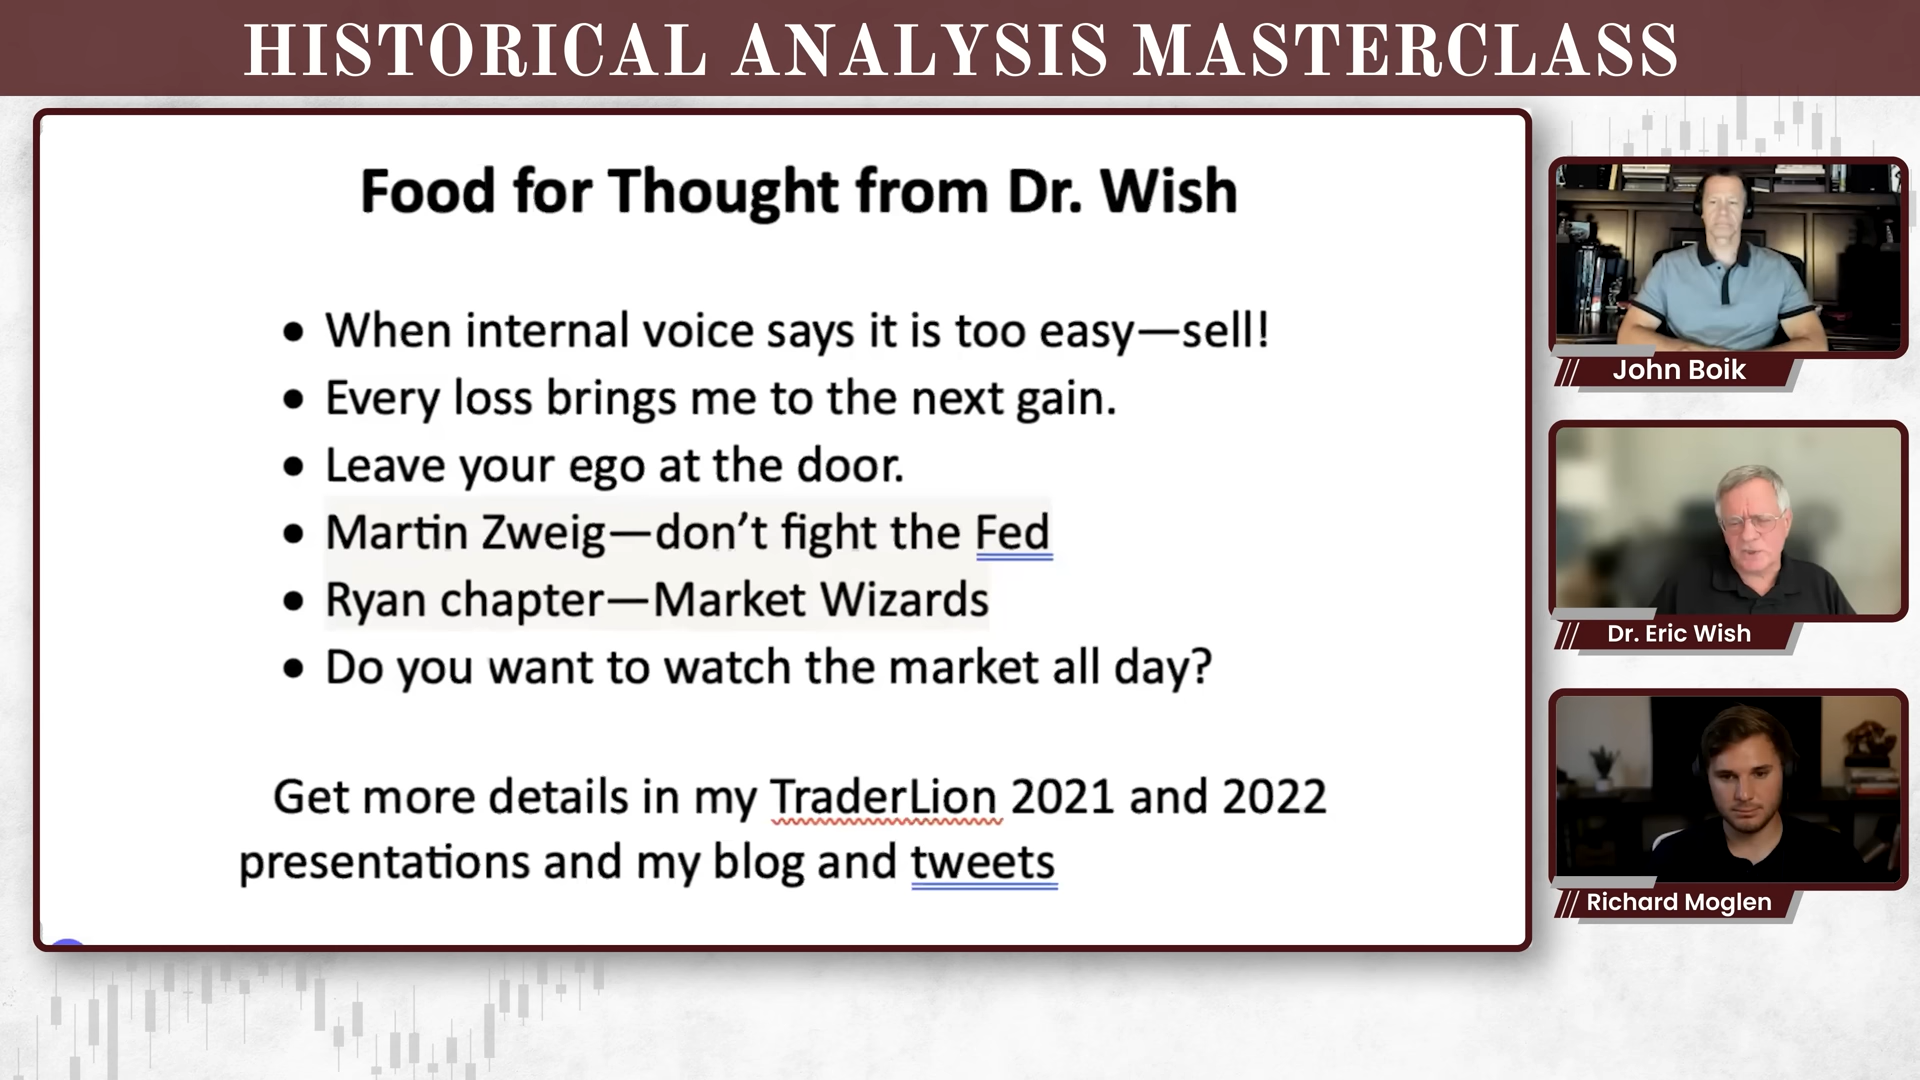 HISTORICAL ANALYSIS MASTERCLASS
Food for Thought from Dr. Wish
• When internal voice says it is too easy—sell!
• Every loss brings me to the next gain.
• Leave your ego at the door.
• Martin Zweig—don’t fight the Fed
• Ryan chapter—Market Wizards
• Do you want to watch the market all day?
Get more details in my TraderLion 2021 and 2022
presentations and my blog and tweets
John Boik
Dr. Eric Wish
Richard Moglen